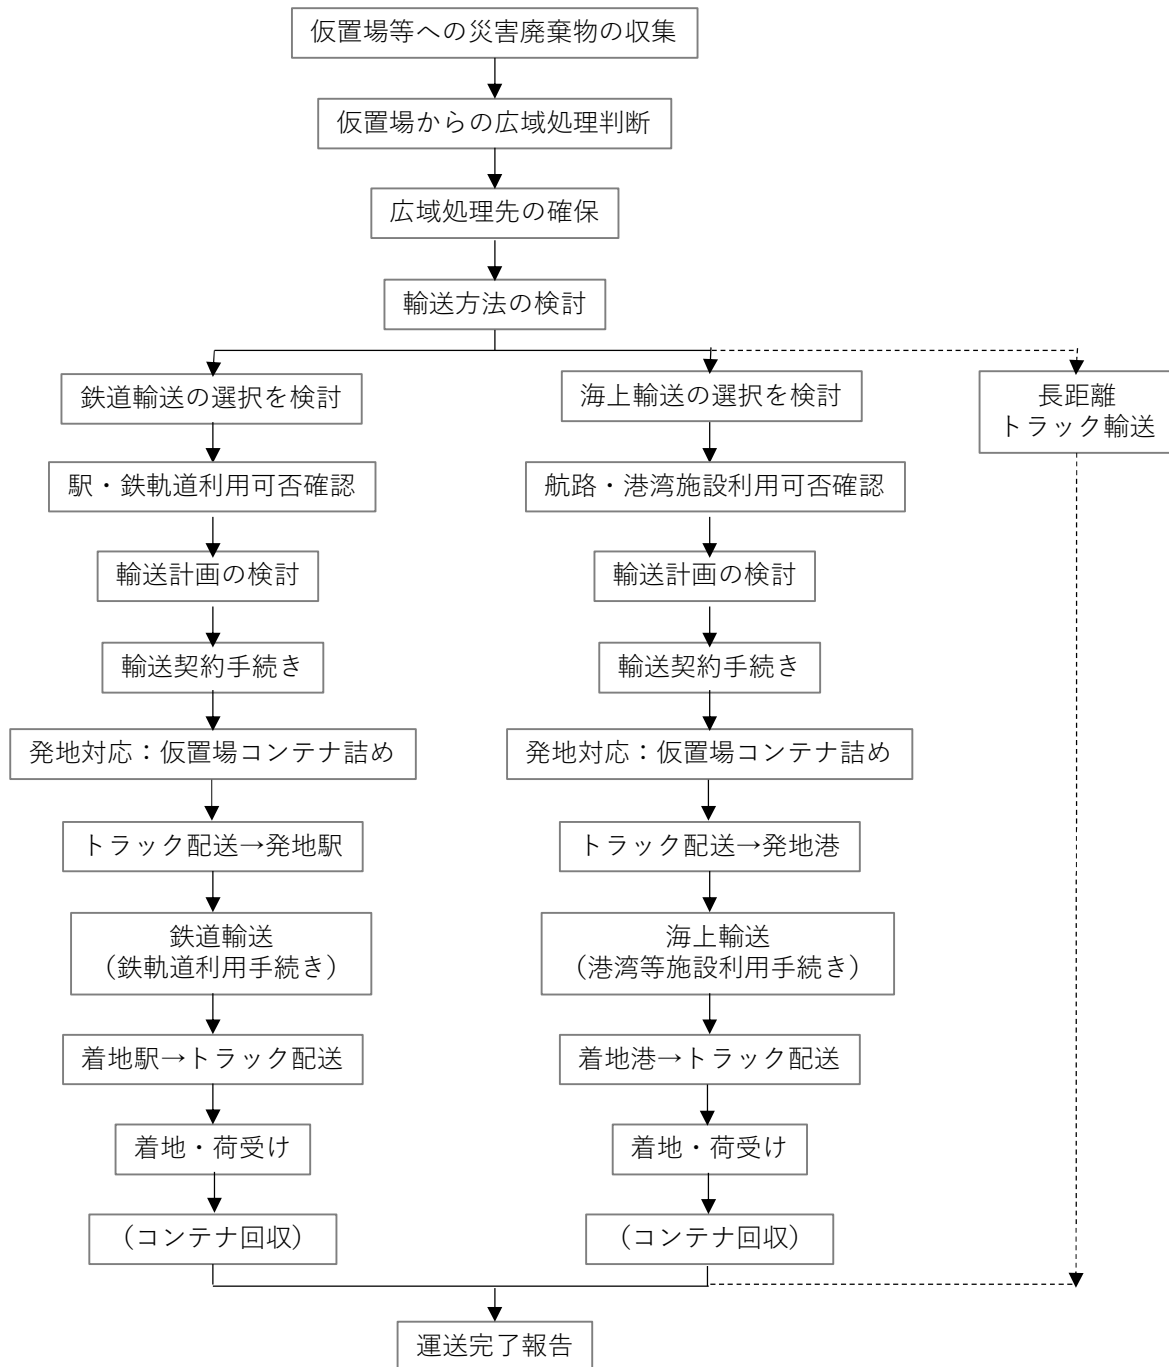 仮置場等への災害廃棄物の収集
仮置場からの広域処理判断
広域処理先の確保
輸送方法の検討
鉄道輸送の選択を検討
駅・鉄軌道利用可否確認
輸送計画の検討
輸送契約手続き
発地対応：仮置場コンテナ詰め
トラック配送→発地駅
鉄道輸送
（鉄軌道利用手続き）
着地駅→トラック配送
着地・荷受け
（コンテナ回収）
海上輸送の選択を検討
航路・港湾施設利用可否確認
輸送計画の検討
輸送契約手続き
発地対応：仮置場コンテナ詰め
トラック配送→発地港
海上輸送
（港湾等施設利用手続き）
着地港→トラック配送
着地・荷受け
（コンテナ回収）
長距離
トラック輸送
運送完了報告